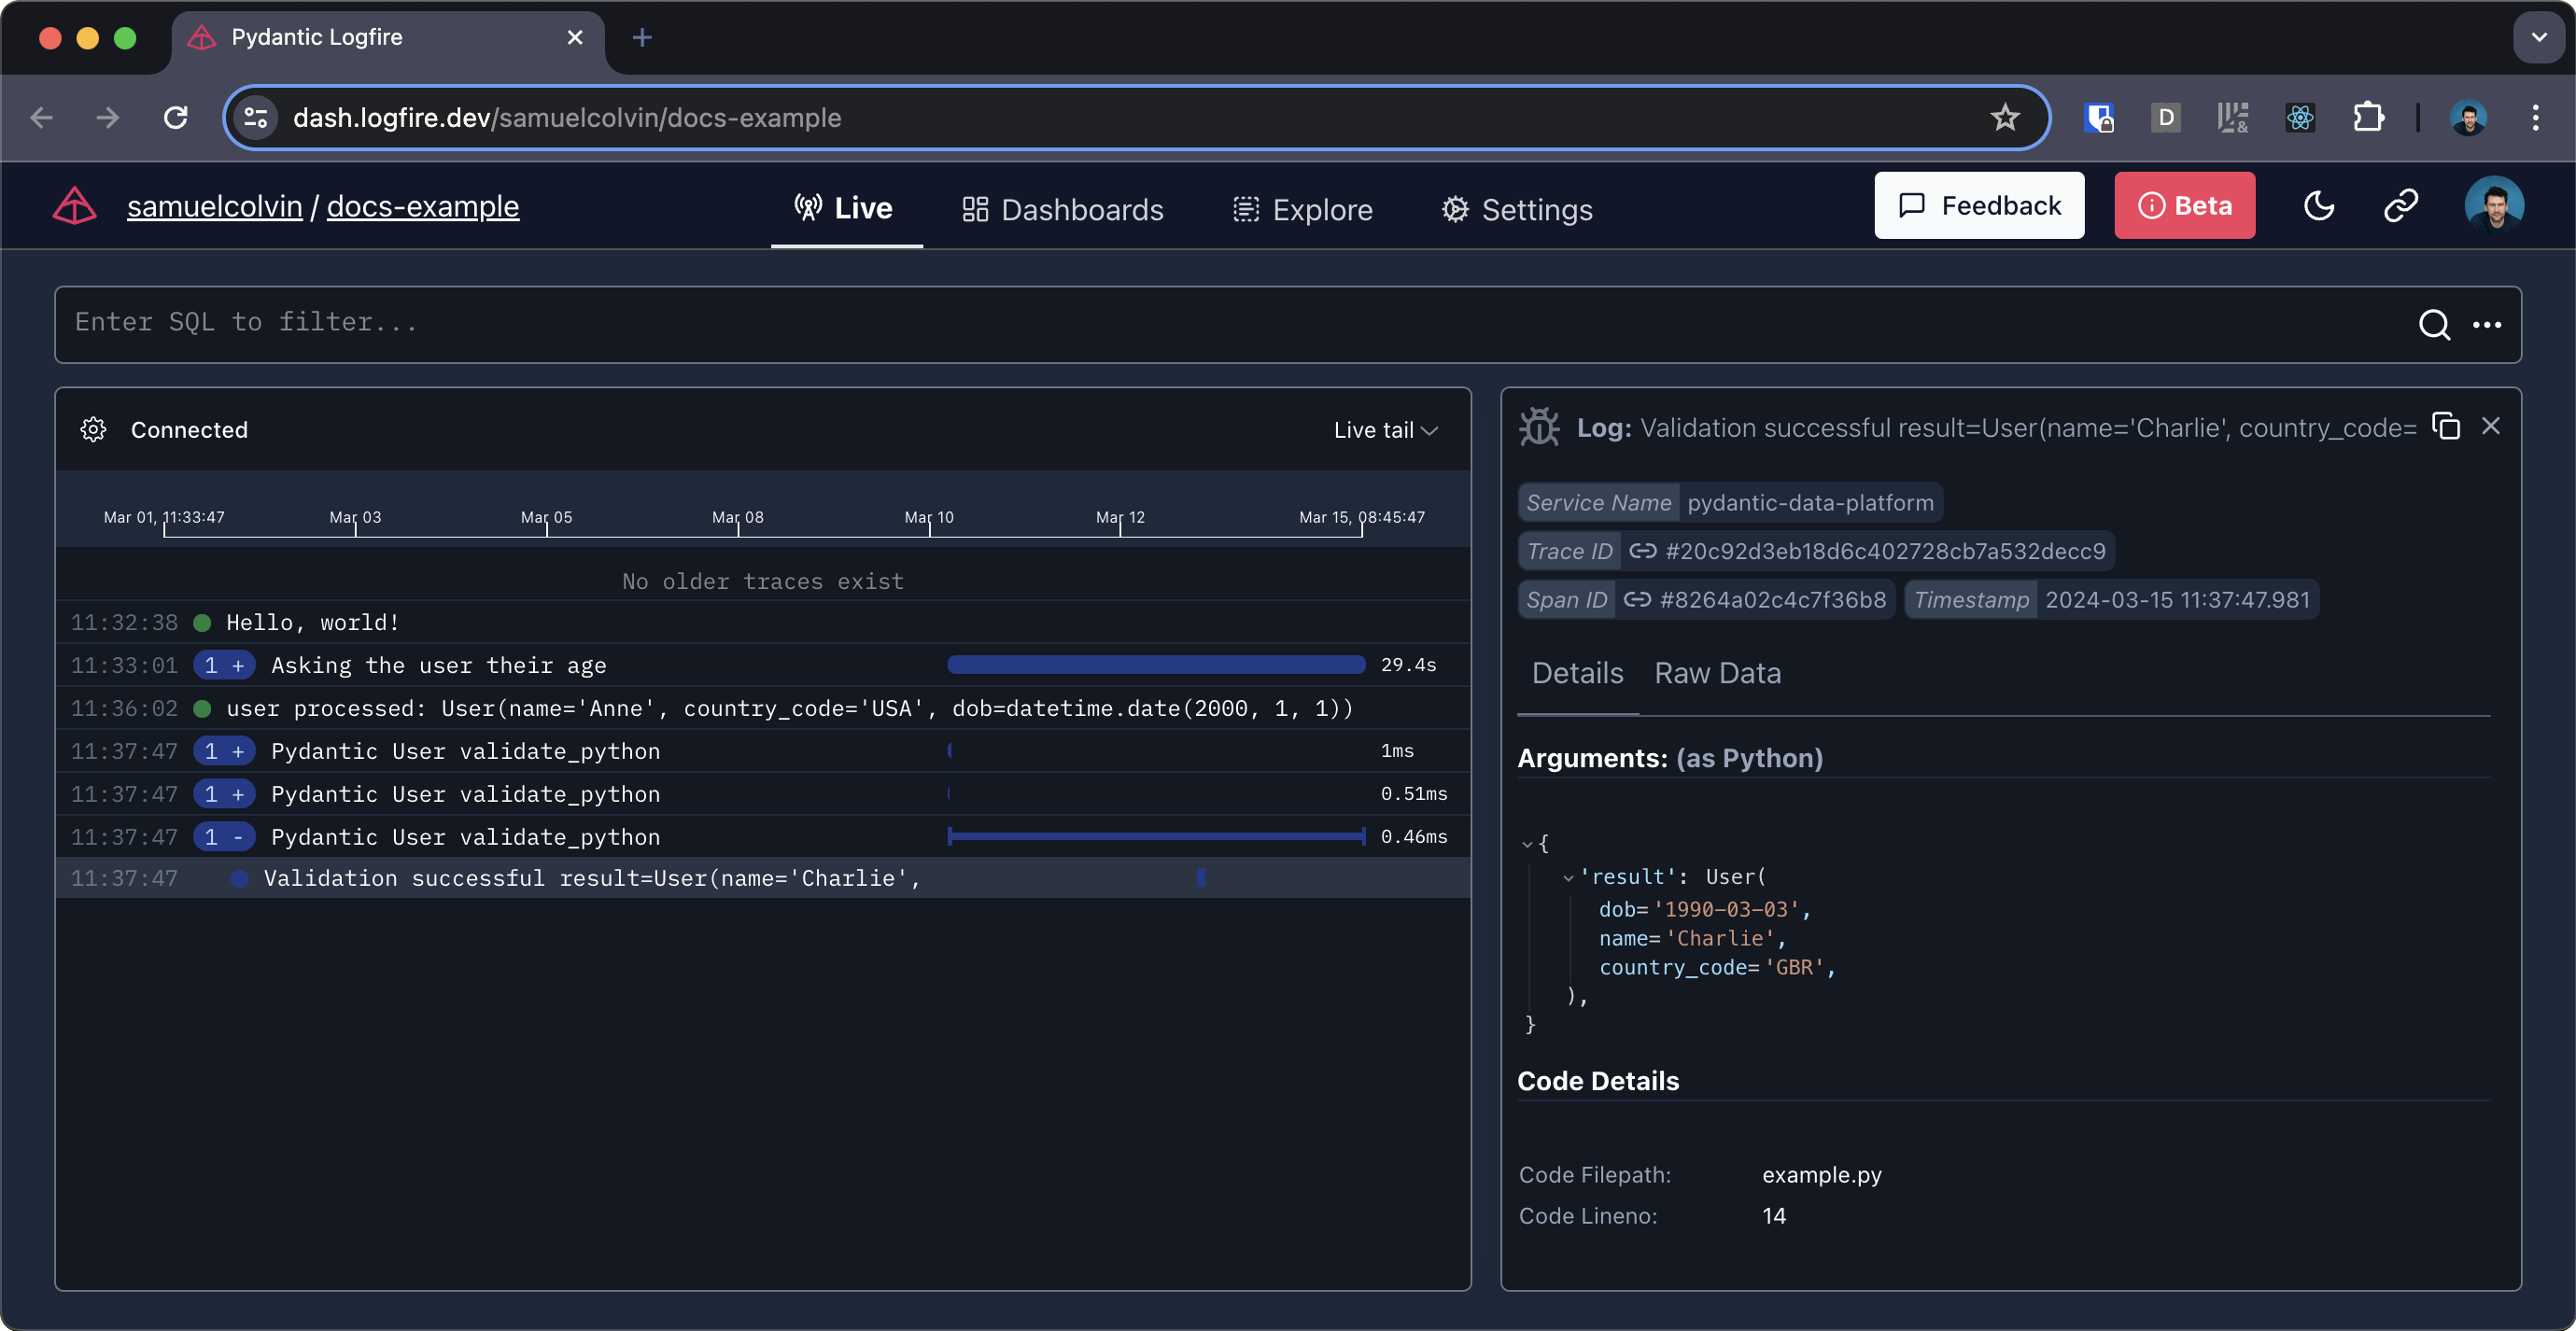 Pydantic Logfire
dash.logfire.dev/samuelcolvin/docs-example
D
&
samuelcolvin / docs-example
Live
Dashboards
Explore
Settings
Feedback
Beta
Enter SQL to filter...
Connected
Live tail
Mar 01, 11:33:47 Mar 03 Mar 05 Mar 08 Mar 10 Mar 12 Mar 15, 08:45:47
No older traces exist
11:32:38 Hello, world!
11:33:01 1 + Asking the user their age 29.4s
11:36:02 user processed: User(name='Anne', country_code='USA', dob=datetime.date(2000, 1, 1))
11:37:47 1 + Pydantic User validate_python 1ms
11:37:47 1 + Pydantic User validate_python 0.51ms
11:37:47 1 - Pydantic User validate_python 0.46ms
11:37:47 Validation successful result=User(name='Charlie',
Log: Validation successful result=User(name='Charlie', country_code=
Service Name pydantic-data-platform
Trace ID #20c92d3eb18d6c402728cb7a532decc9
Span ID #8264a02c4c7f36b8 Timestamp 2024-03-15 11:37:47.981
Details Raw Data
Arguments: (as Python)
{
'result': User(
dob='1990-03-03',
name='Charlie',
country_code='GBR',
),
}
Code Details
Code Filepath: example.py
Code Lineno: 14